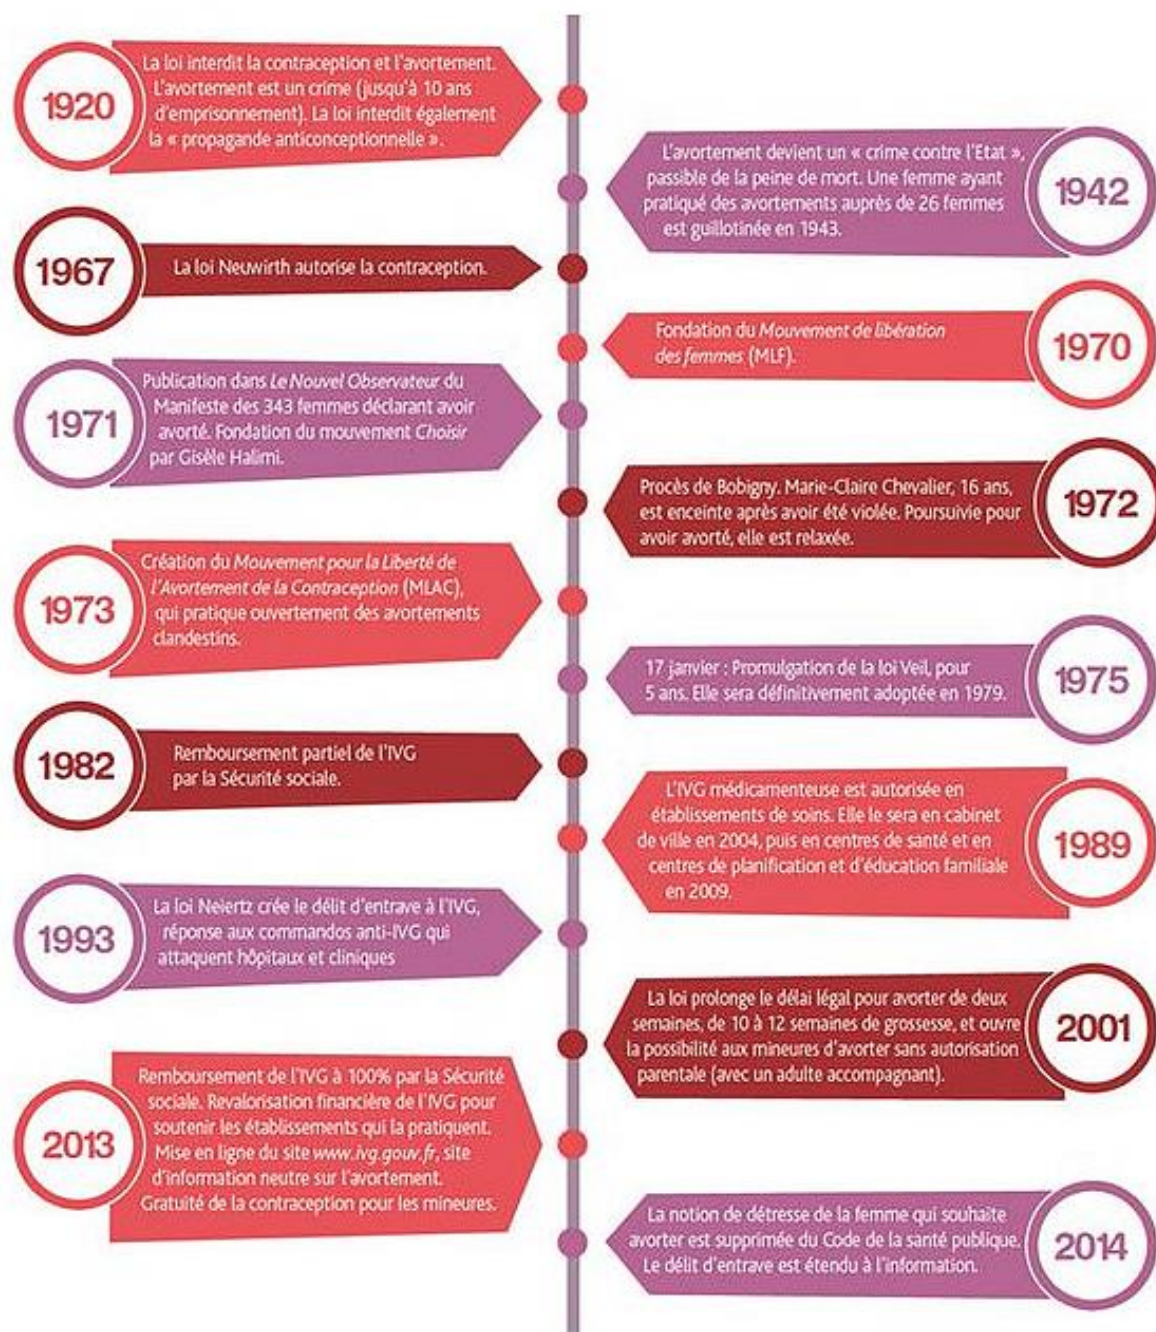 1920
La loi interdit la contraception et l'avortement.
L'avortement est un crime (jusqu'à 10 ans
d'emprisonnement). La loi interdit également
la « propagande anticonceptionnelle ».
1942
L'avortement devient un « crime contre l'Etat »,
passible de la peine de mort. Une femme ayant
pratiqué des avortements auprès de 26 femmes
est guillotinée en 1943.
1967
La loi Neuwirth autorise la contraception.
1970
Fondation du Mouvement de libération
des femmes (MLF).
1971
Publication dans Le Nouvel Observateur du
Manifeste des 343 femmes déclarant avoir
avorté. Fondation du mouvement Choisir
par Gisèle Halimi.
1972
Procès de Bobigny. Marie-Claire Chevalier, 16 ans,
est enceinte après avoir été violée. Poursuivie pour
avoir avorté, elle est relaxée.
1973
Création du Mouvement pour la Liberté de
l'Avortement de la Contraception (MLAC),
qui pratique ouvertement des avortements
clandestins.
1975
17 janvier : Promulgation de la loi Veil, pour
5 ans. Elle sera définitivement adoptée en 1979.
1982
Remboursement partiel de l'IVG
par la Sécurité sociale.
1989
L'IVG médicamenteuse est autorisée en
établissements de soins. Elle le sera en cabinet
de ville en 2004, puis en centres de santé et en
centres de planification et d'éducation familiale
en 2009.
1993
La loi Neiertz crée le délit d'entrave à l'IVG,
réponse aux commandos anti-IVG qui
attaquent hôpitaux et cliniques
2001
La loi prolonge le délai légal pour avorter de deux
semaines, de 10 à 12 semaines de grossesse, et ouvre
la possibilité aux mineures d'avorter sans autorisation
parentale (avec un adulte accompagnant).
2013
Remboursement de l'IVG à 100% par la Sécurité
sociale. Revalorisation financière de l'IVG pour
soutenir les établissements qui la pratiquent.
Mise en ligne du site www.ivg.gouv.fr, site
d'information neutre sur l'avortement.
Gratuité de la contraception pour les mineures.
2014
La notion de détresse de la femme qui souhaite
avorter est supprimée du Code de la santé publique.
Le délit d'entrave est étendu à l'information.